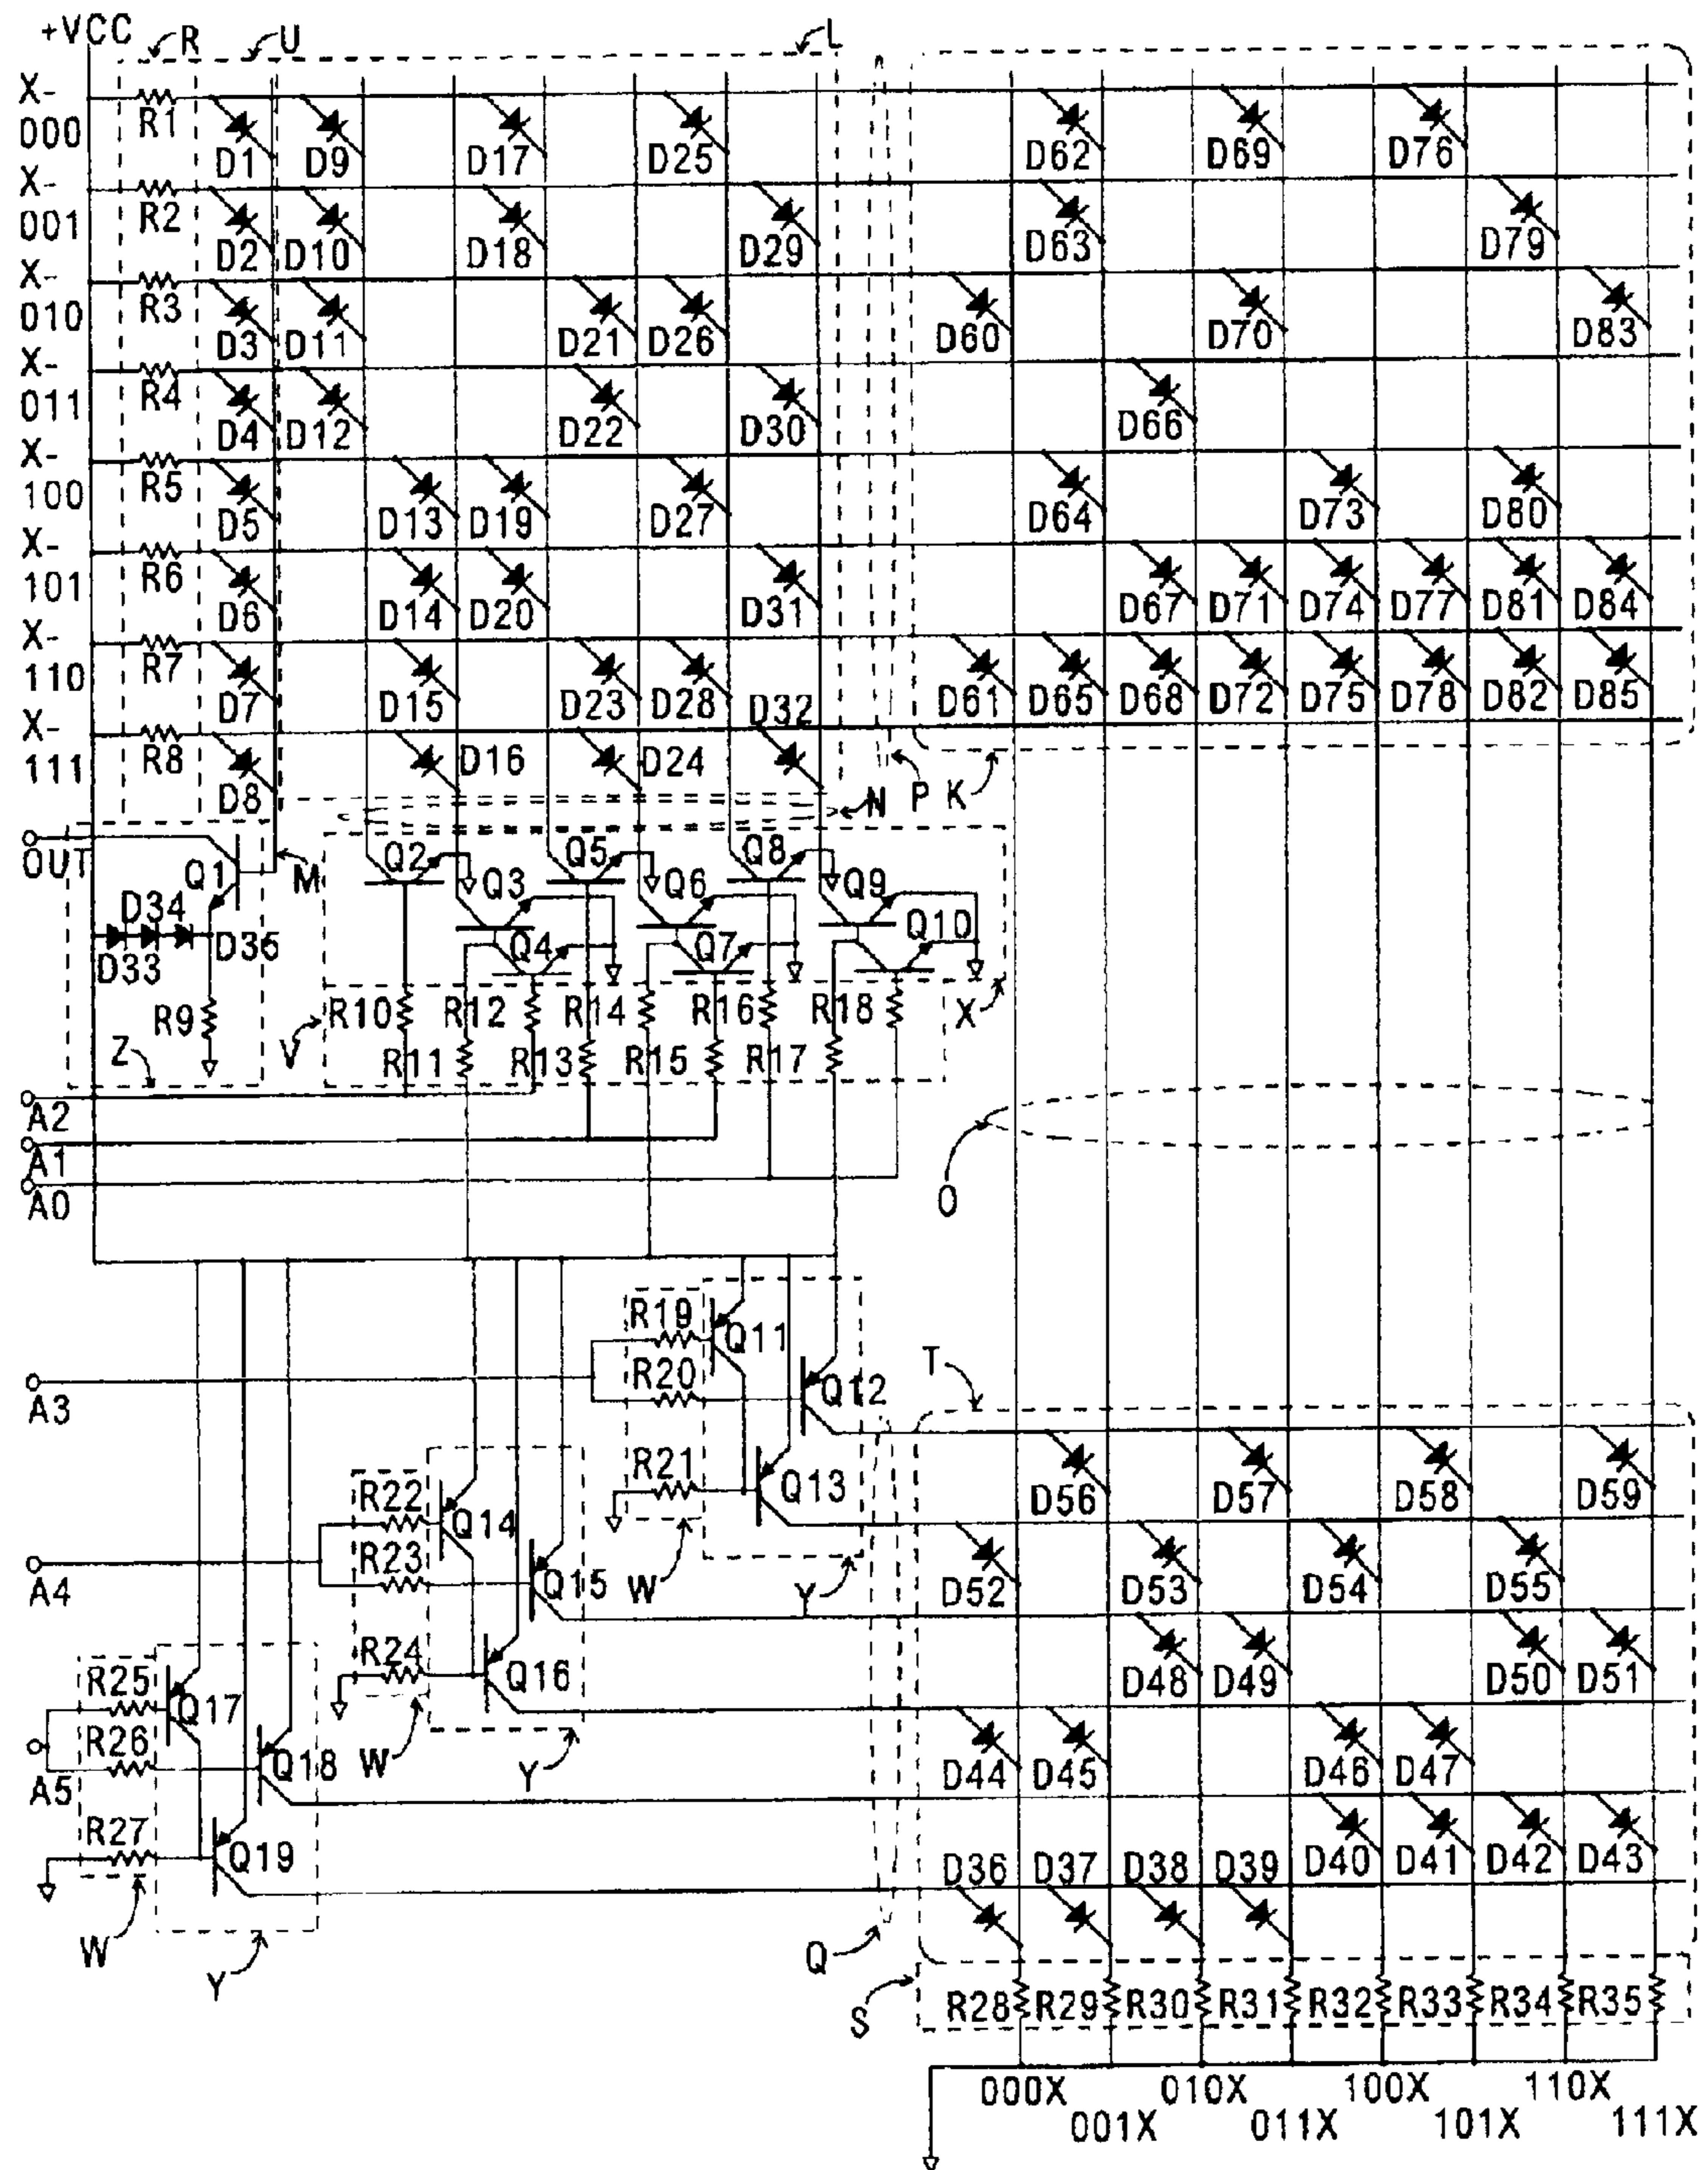 +VCC R U L
X-000 R1 D1 D9 D17 D25 D62 D69 D76
X-001 R2 D2 D10 D18 D29 D63 D79
X-010 R3 D3 D11 D21 D26 D60 D70 D83
X-011 R4 D4 D12 D22 D30 D66
X-100 R5 D5 D13 D19 D27 D64 D73 D80
X-101 R6 D6 D14 D20 D31 D67 D71 D74 D77 D81 D84
X-110 R7 D7 D15 D23 D28 D32 D61 D65 D68 D72 D75 D78 D82 D85
X-111 R8 D8 D16 D24
N P K
OUT Q1 M Q2 Q3 Q5 Q6 Q8 Q9
D34 D33 D35 Q4 Q7 Q10
R9 Z V R10 R12 R14 R16 R18 X
R11 R13 R15 R17
A2
A1
A0
O
R19 Q11
R20 Q12 T
A3
R21 Q13 D56 D57 D58 D59
R22 Q14
R23 Q15 W Y D52 D53 D54 D55
A4
R24 Q16 D48 D49 D50 D51
R25 Q17 W Y
R26 Q18 D44 D45 D46 D47
A5
R27 Q19 D36 D37 D38 D39 D40 D41 D42 D43
W Y Q
S R28 R29 R30 R31 R32 R33 R34 R35
000X 010X 100X 110X
001X 011X 101X 111X